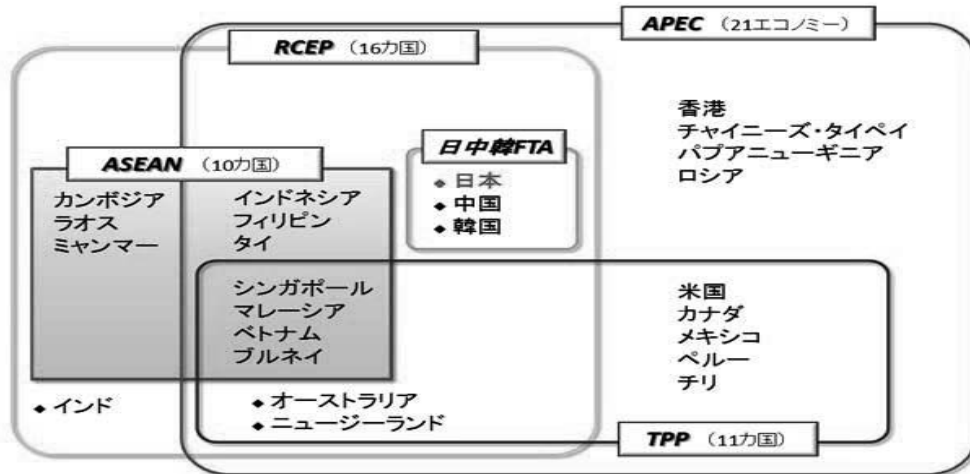 APEC (21エコノミー)
RCEP (16カ国)
香港
チャイニーズ・タイペイ
パプアニューギニア
ロシア
日中韓FTA
◆ 日本
◆ 中国
◆ 韓国
ASEAN (10カ国)
カンボジア
ラオス
ミャンマー
インドネシア
フィリピン
タイ
シンガポール
マレーシア
ベトナム
ブルネイ
米国
カナダ
メキシコ
ペルー
チリ
◆ インド
◆ オーストラリア
◆ ニュージーランド
TPP (11カ国)